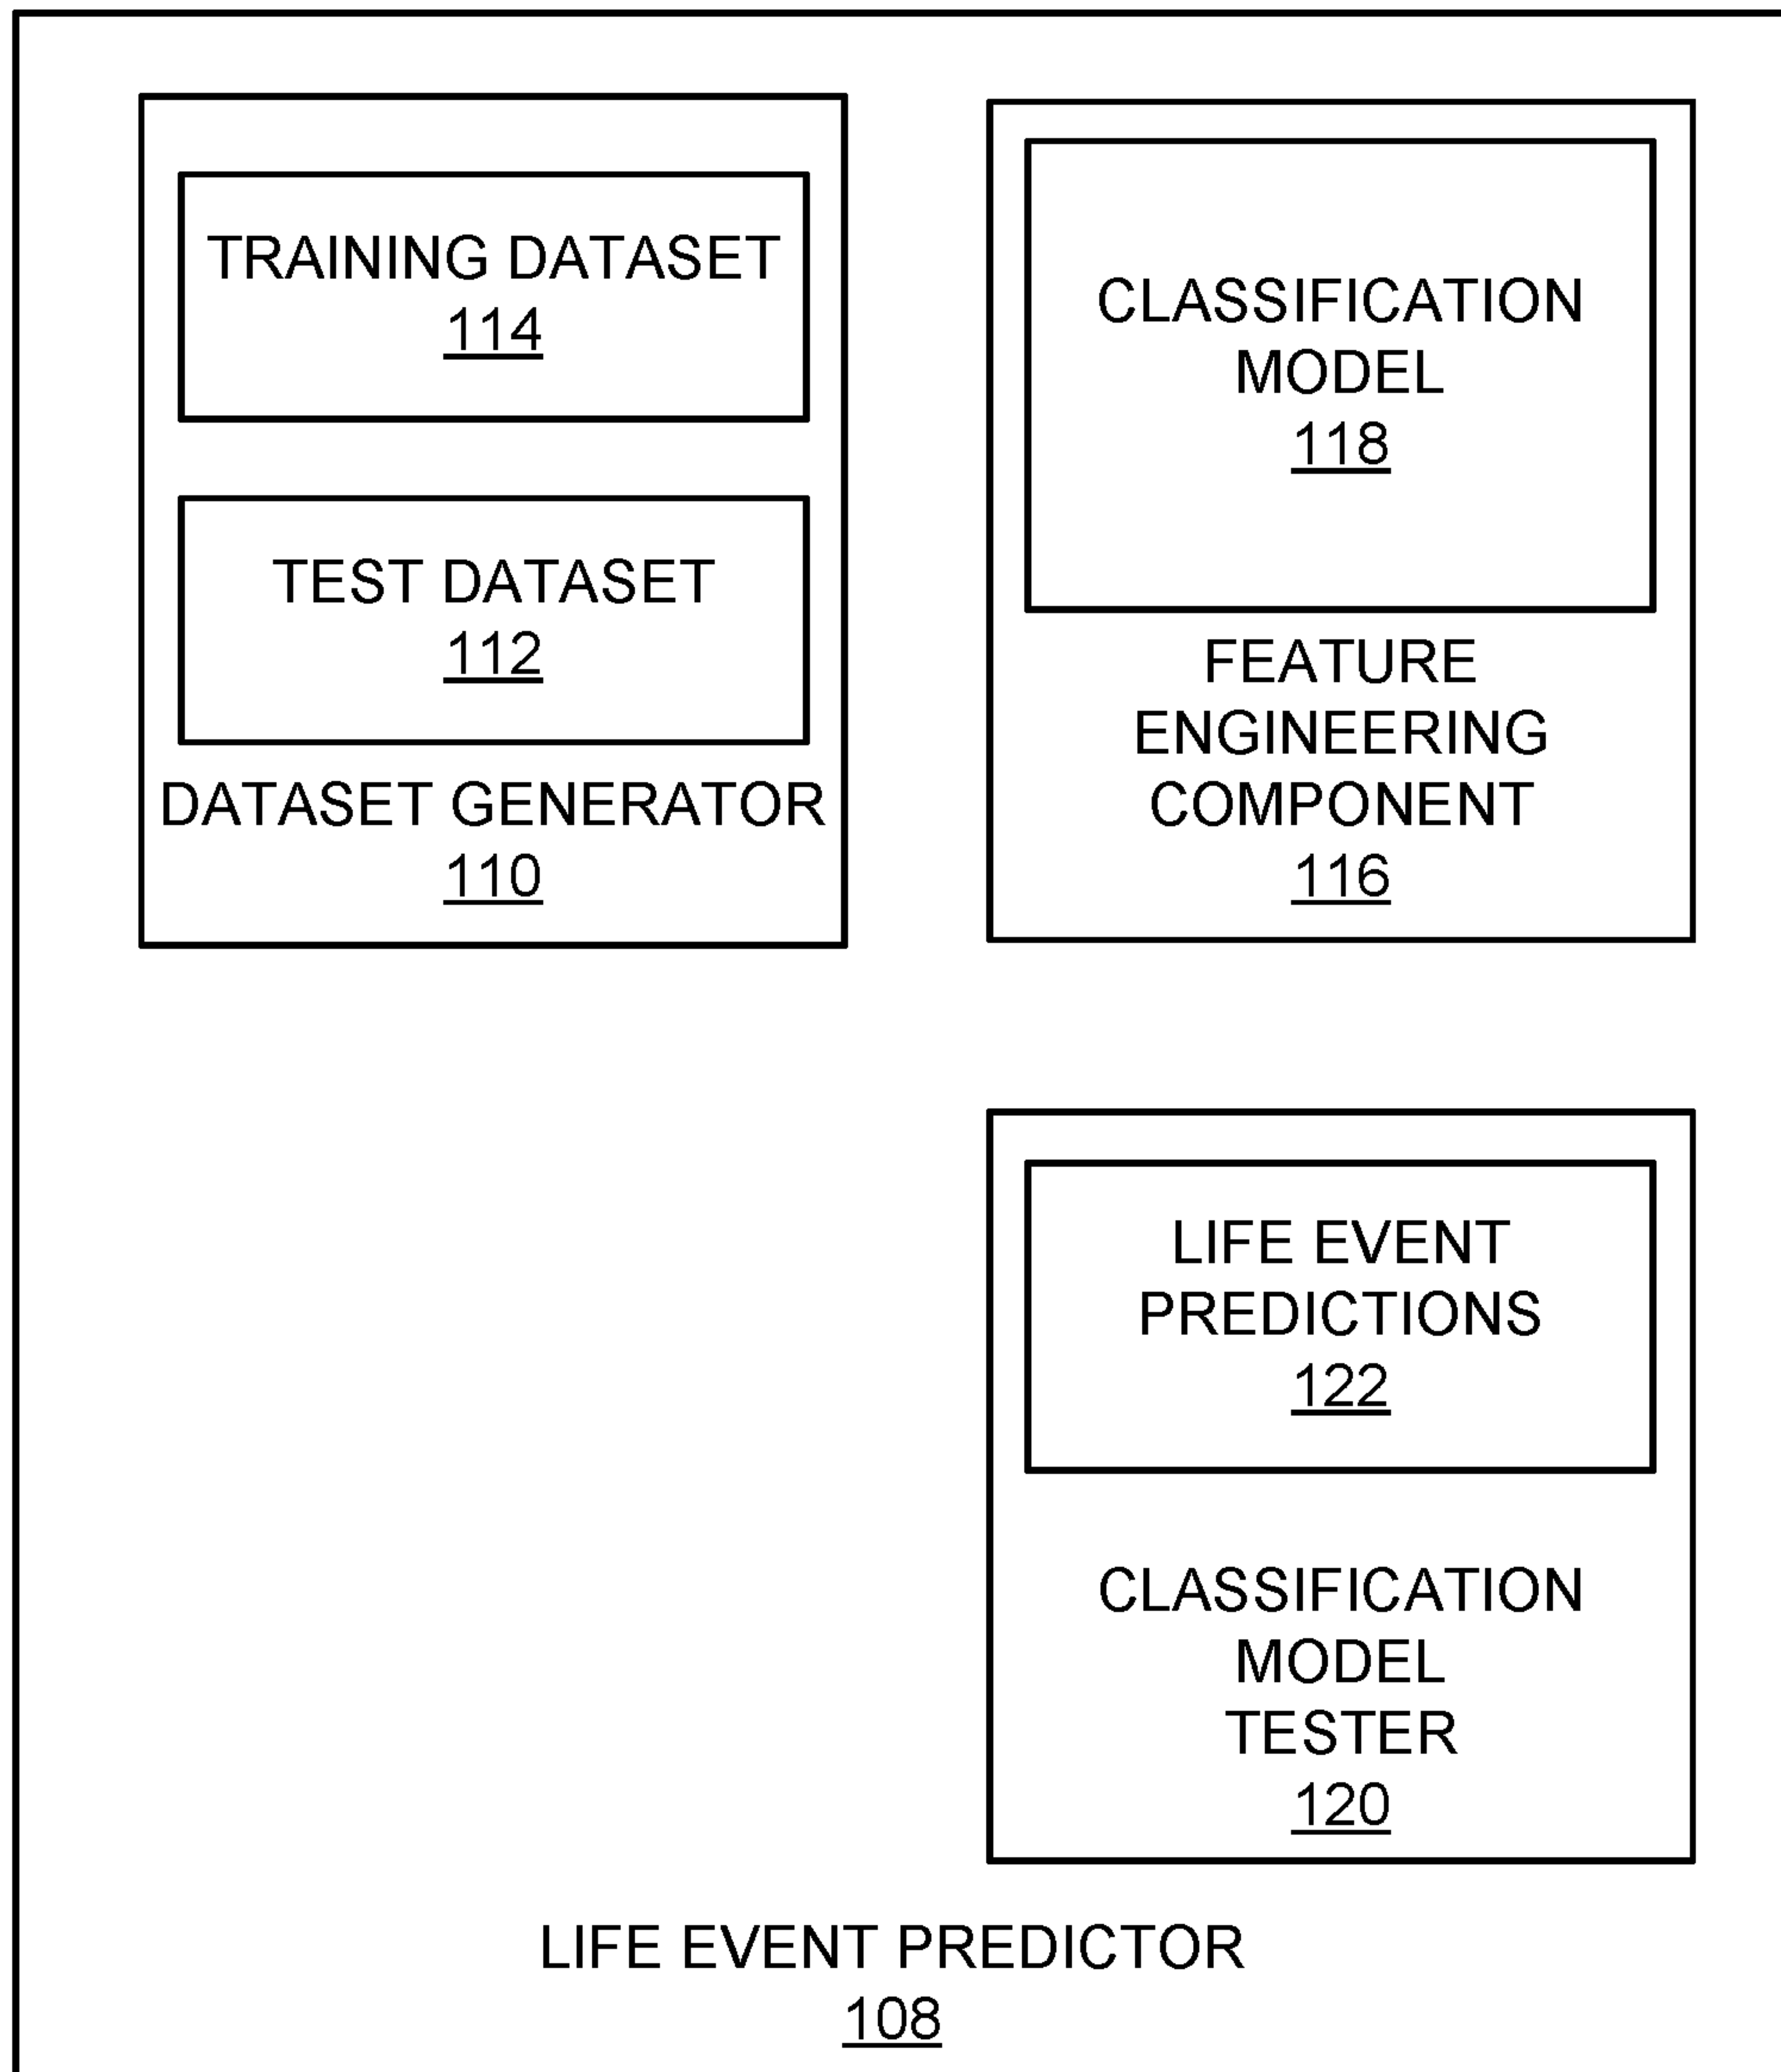 TRAINING DATASET
114
TEST DATASET
112
DATASET GENERATOR
110
CLASSIFICATION
MODEL
118
FEATURE
ENGINEERING
COMPONENT
116
LIFE EVENT
PREDICTIONS
122
CLASSIFICATION
MODEL
TESTER
120
LIFE EVENT PREDICTOR
108